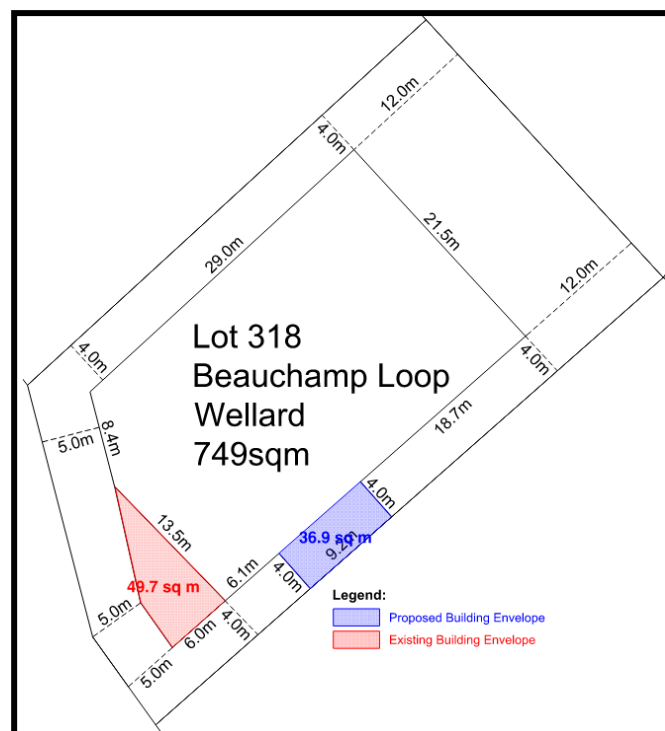 12.0m
4.0m
21.5m
29.0m
12.0m
Lot 318
Beauchamp Loop
Wellard
749sqm
4.0m
4.0m
8.4m
5.0m
18.7m
4.0m
13.5m
36.9 sq m
9.2m
6.1m
4.0m
49.7 sq m
5.0m
6.0m
4.0m
5.0m
Legend:
Proposed Building Envelope
Existing Building Envelope